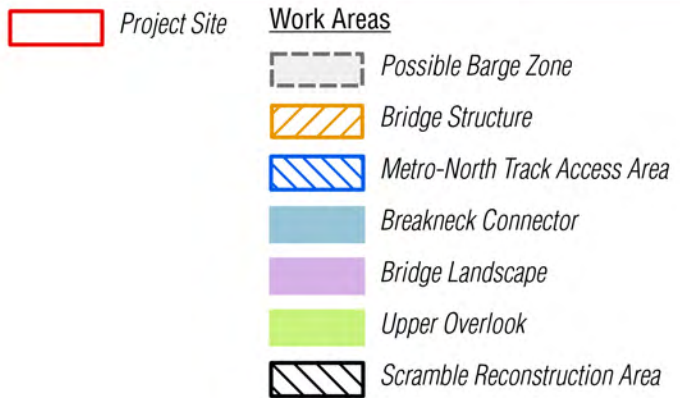 Project Site
Work Areas
Possible Barge Zone
Bridge Structure
Metro-North Track Access Area
Breakneck Connector
Bridge Landscape
Upper Overlook
Scramble Reconstruction Area